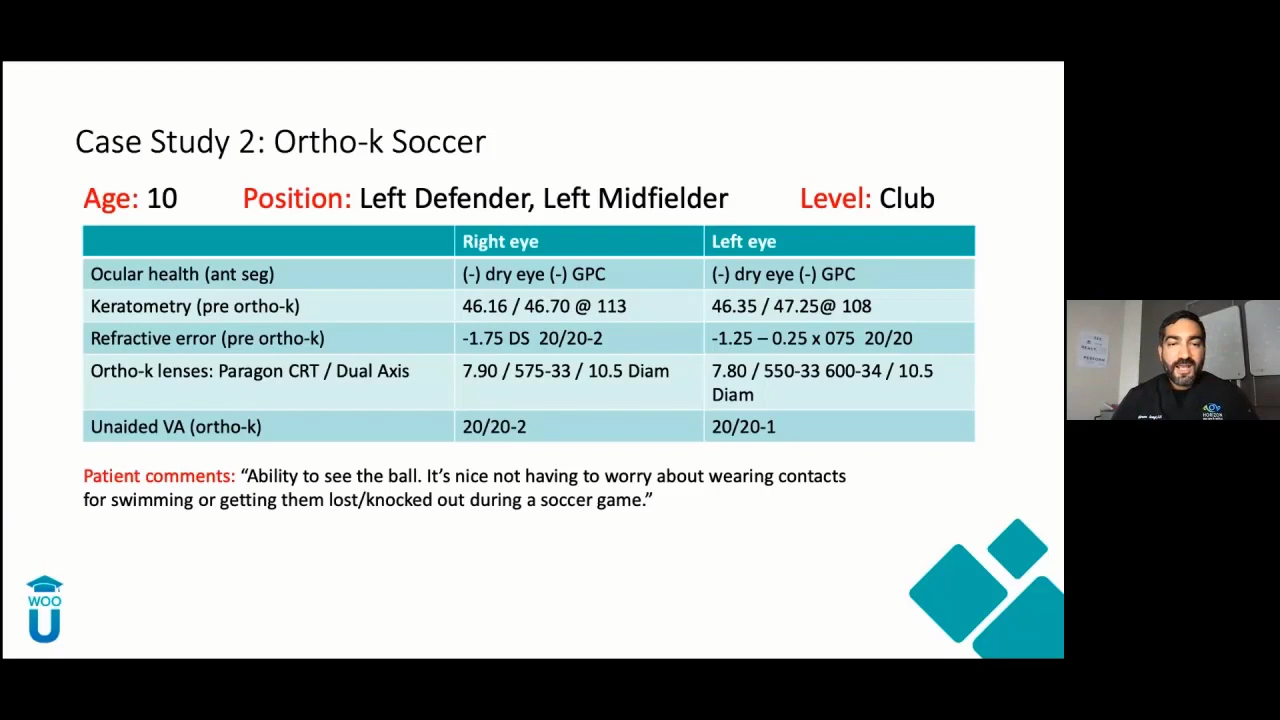 Case Study 2: Ortho-k Soccer
Age: 10 Position: Left Defender, Left Midfielder Level: Club
Right eye Left eye
Ocular health (ant seg) (-) dry eye (-) GPC (-) dry eye (-) GPC
Keratometry (pre ortho-k) 46.16 / 46.70 @ 113 46.35 / 47.25@ 108
Refractive error (pre ortho-k) -1.75 DS 20/20-2 -1.25 – 0.25 x 075 20/20
Ortho-k lenses: Paragon CRT / Dual Axis 7.90 / 575-33 / 10.5 Diam 7.80 / 550-33 600-34 / 10.5
Diam
Unaided VA (ortho-k) 20/20-2 20/20-1
Patient comments: “Ability to see the ball. It’s nice not having to worry about wearing contacts
for swimming or getting them lost/knocked out during a soccer game.”
WOO
U
HORIZON